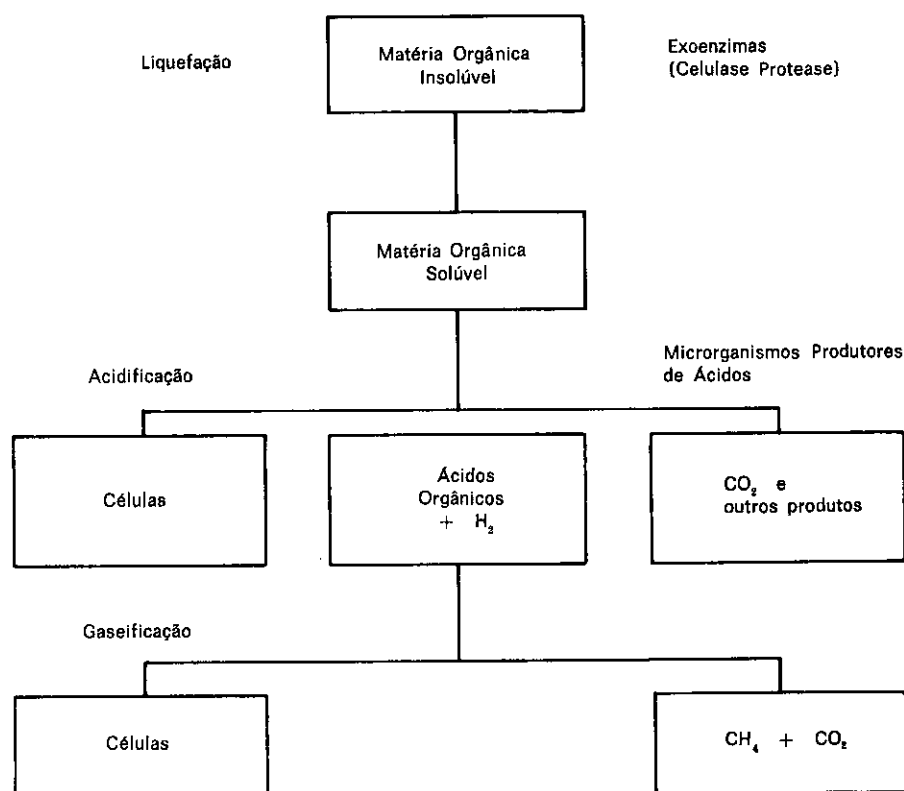 Liquefação
Matéria Orgânica
Insolúvel
Exoenzimas
(Celulase Protease)
Matéria Orgânica
Solúvel
Acidificação
Microrganismos Produtores
de Ácidos
Células
Ácidos
Orgânicos
+ H₂
CO₂ e
outros produtos
Gaseificação
Células
CH₄ + CO₂